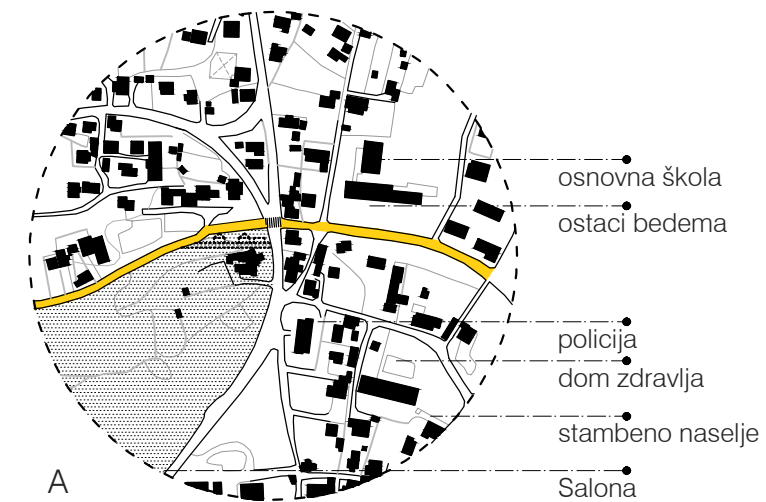 osnovna škola
ostaci bedema
policija
dom zdravlja
stambeno naselje
Salona
A